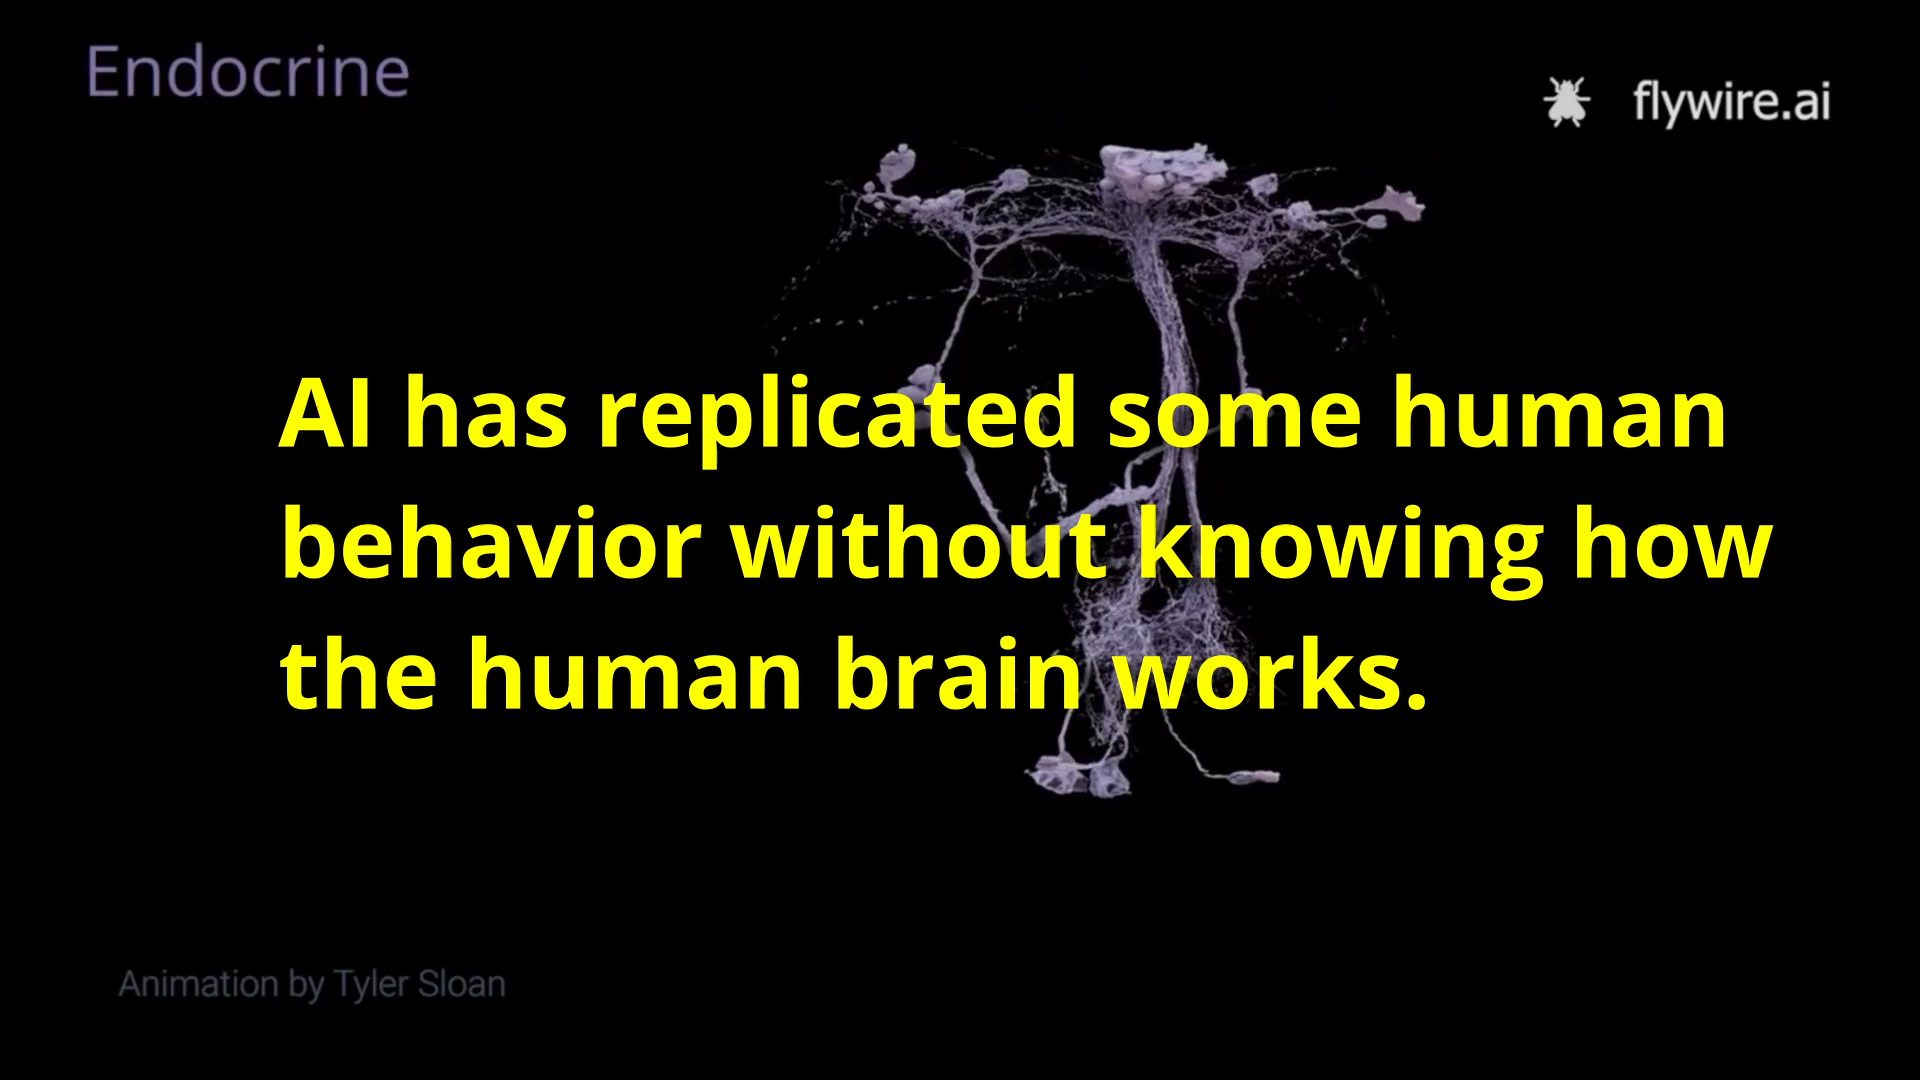 Endocrine
flywire.ai
AI has replicated some human
behavior without knowing how
the human brain works.
Animation by Tyler Sloan